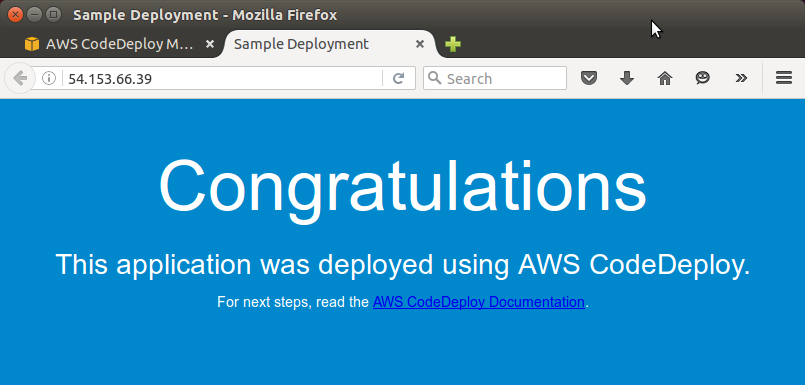 Sample Deployment - Mozilla Firefox
AWS CodeDeploy M...
Sample Deployment
54.153.66.39
Search
Congratulations
This application was deployed using AWS CodeDeploy.
For next steps, read the AWS CodeDeploy Documentation.